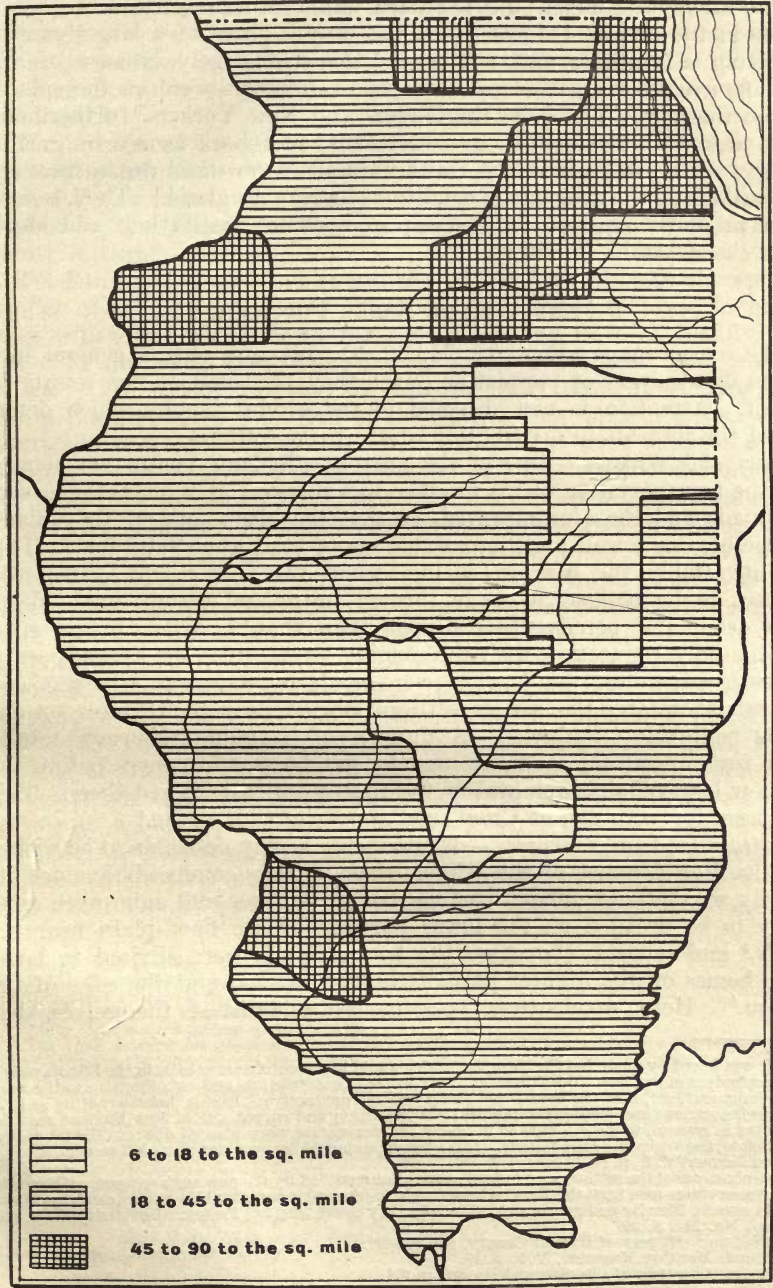 6 to 18 to the sq. mile
18 to 45 to the sq. mile
45 to 90 to the sq. mile